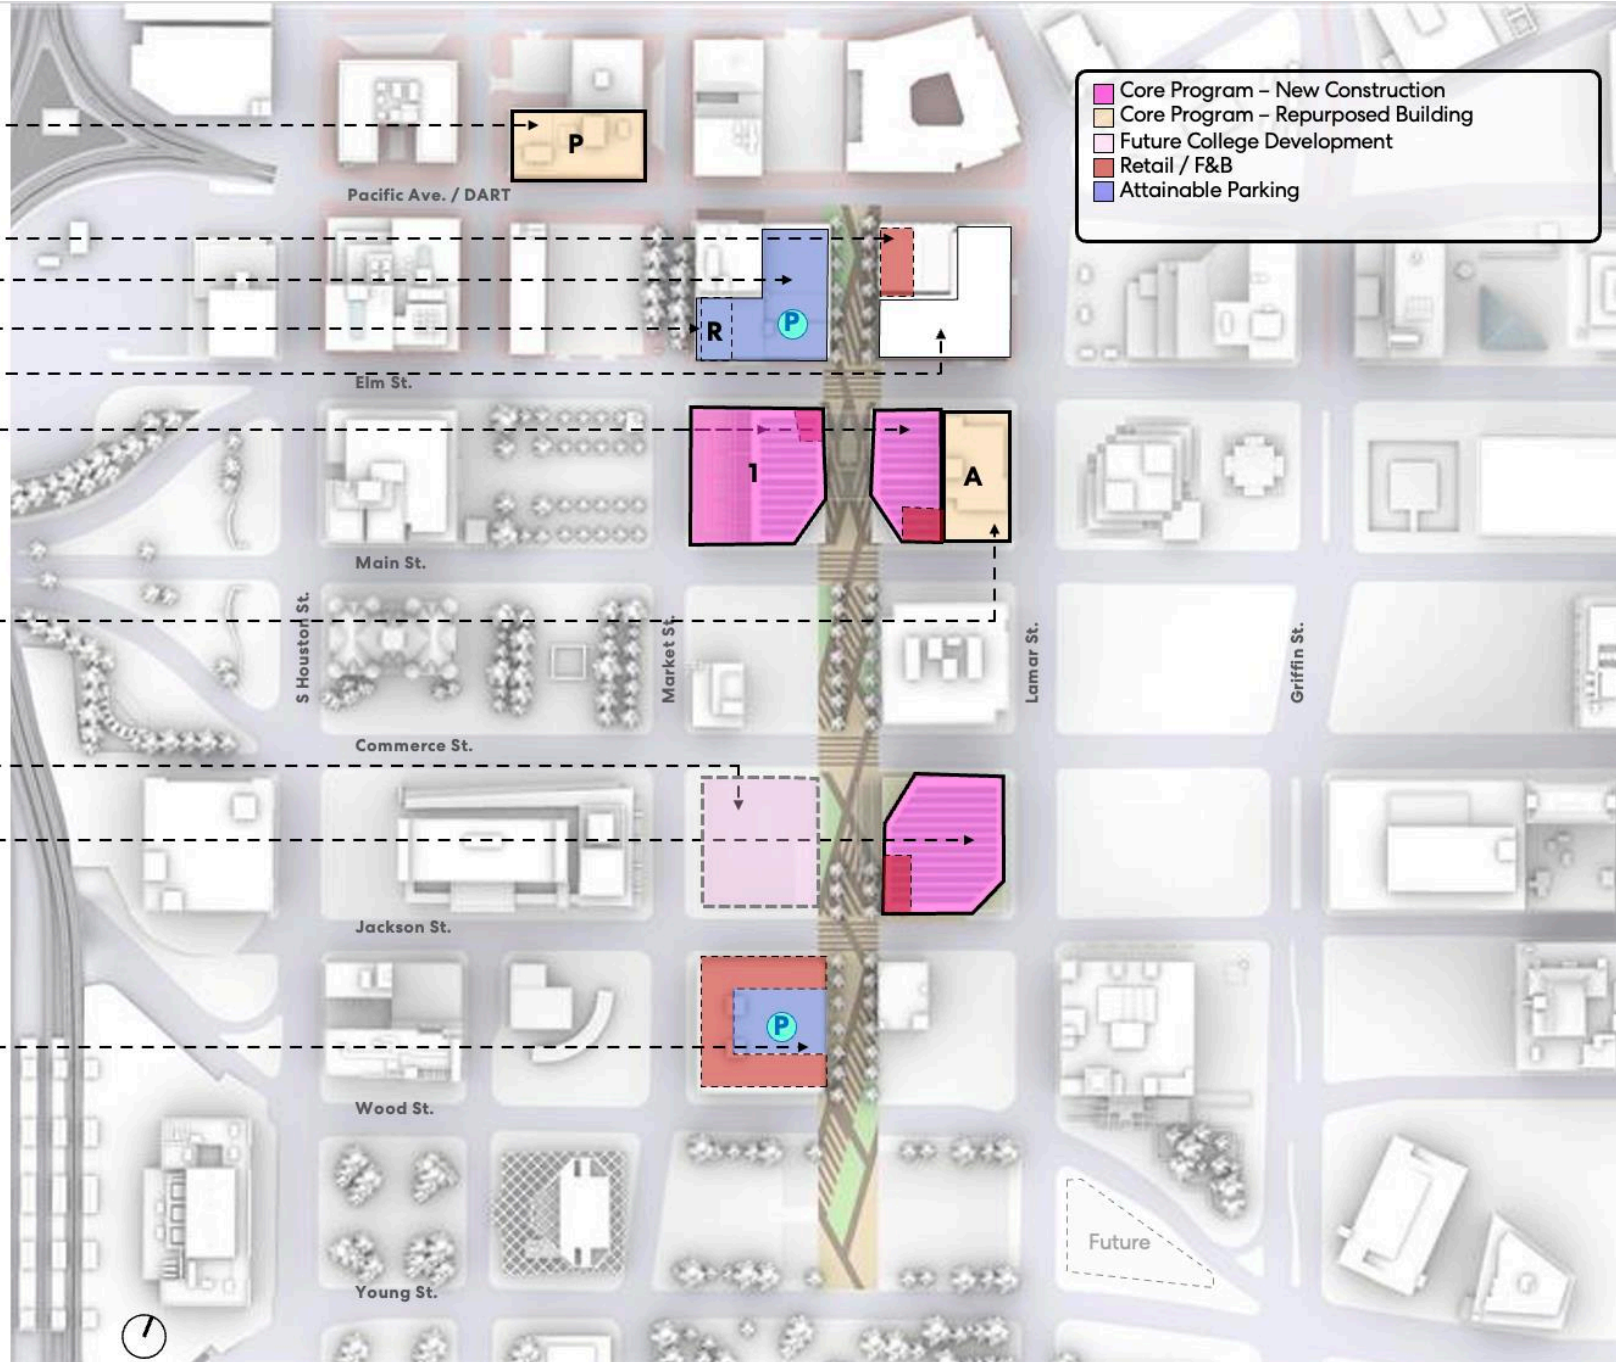 Core Program – New Construction
Core Program – Repurposed Building
Future College Development
Retail / F&B
Attainable Parking
P
Pacific Ave. / DART
R
P
Elm St.
1
A
Main St.
S Houston St.
Market St.
Lamar St.
Griffin St.
Commerce St.
Jackson St.
P
Wood St.
Future
Young St.